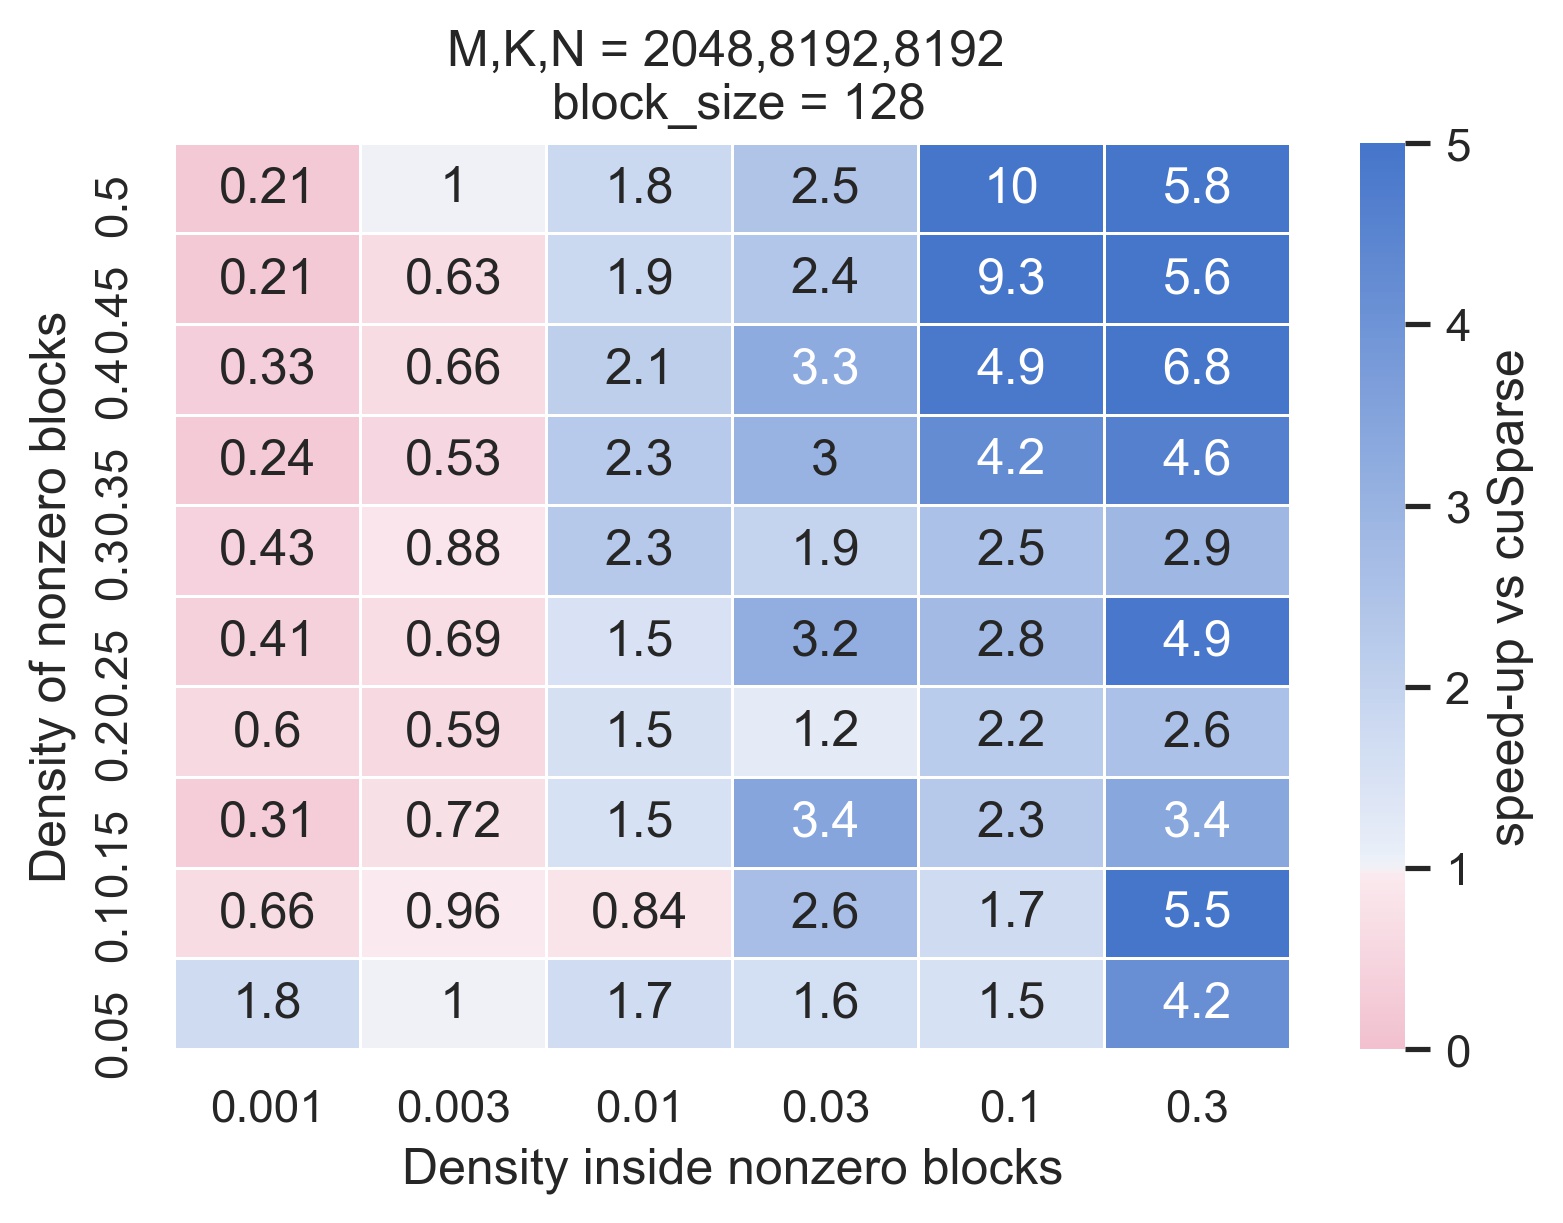 M,K,N = 2048,8192,8192
block_size = 128
Density of nonzero blocks
0.5 0.21 1 1.8 2.5 10 5.8
0.45 0.21 0.63 1.9 2.4 9.3 5.6
0.4 0.33 0.66 2.1 3.3 4.9 6.8
0.35 0.24 0.53 2.3 3 4.2 4.6
0.3 0.43 0.88 2.3 1.9 2.5 2.9
0.25 0.41 0.69 1.5 3.2 2.8 4.9
0.2 0.6 0.59 1.5 1.2 2.2 2.6
0.15 0.31 0.72 1.5 3.4 2.3 3.4
0.1 0.66 0.96 0.84 2.6 1.7 5.5
0.05 1.8 1 1.7 1.6 1.5 4.2
0.001 0.003 0.01 0.03 0.1 0.3
Density inside nonzero blocks
5
4
3
2
1
0
speed-up vs cuSparse